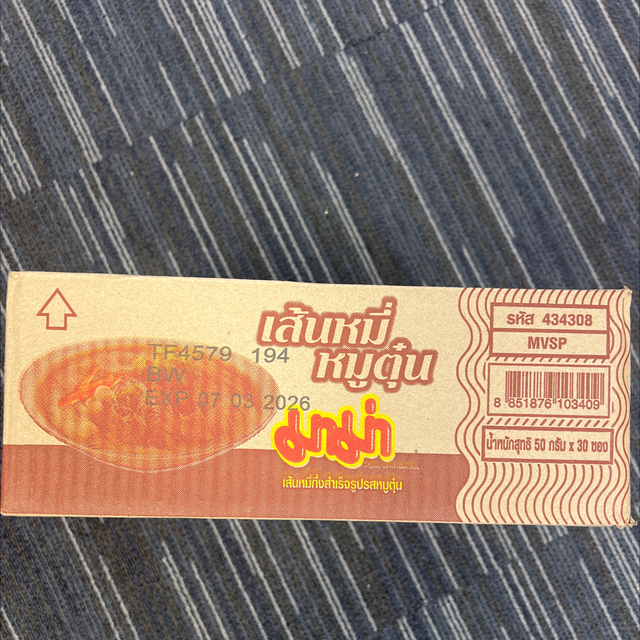 เส้นหมี่
หมูตุ๋น
TF4579 194
BW
EXP 07 03 2026
มาม่า
เส้นหมี่กึ่งสำเร็จรูปรสหมูตุ๋น
รหัส 434308
MVSP
8 851876 103409
น้ำหนักสุทธิ 50 กรัม x 30 ซอง